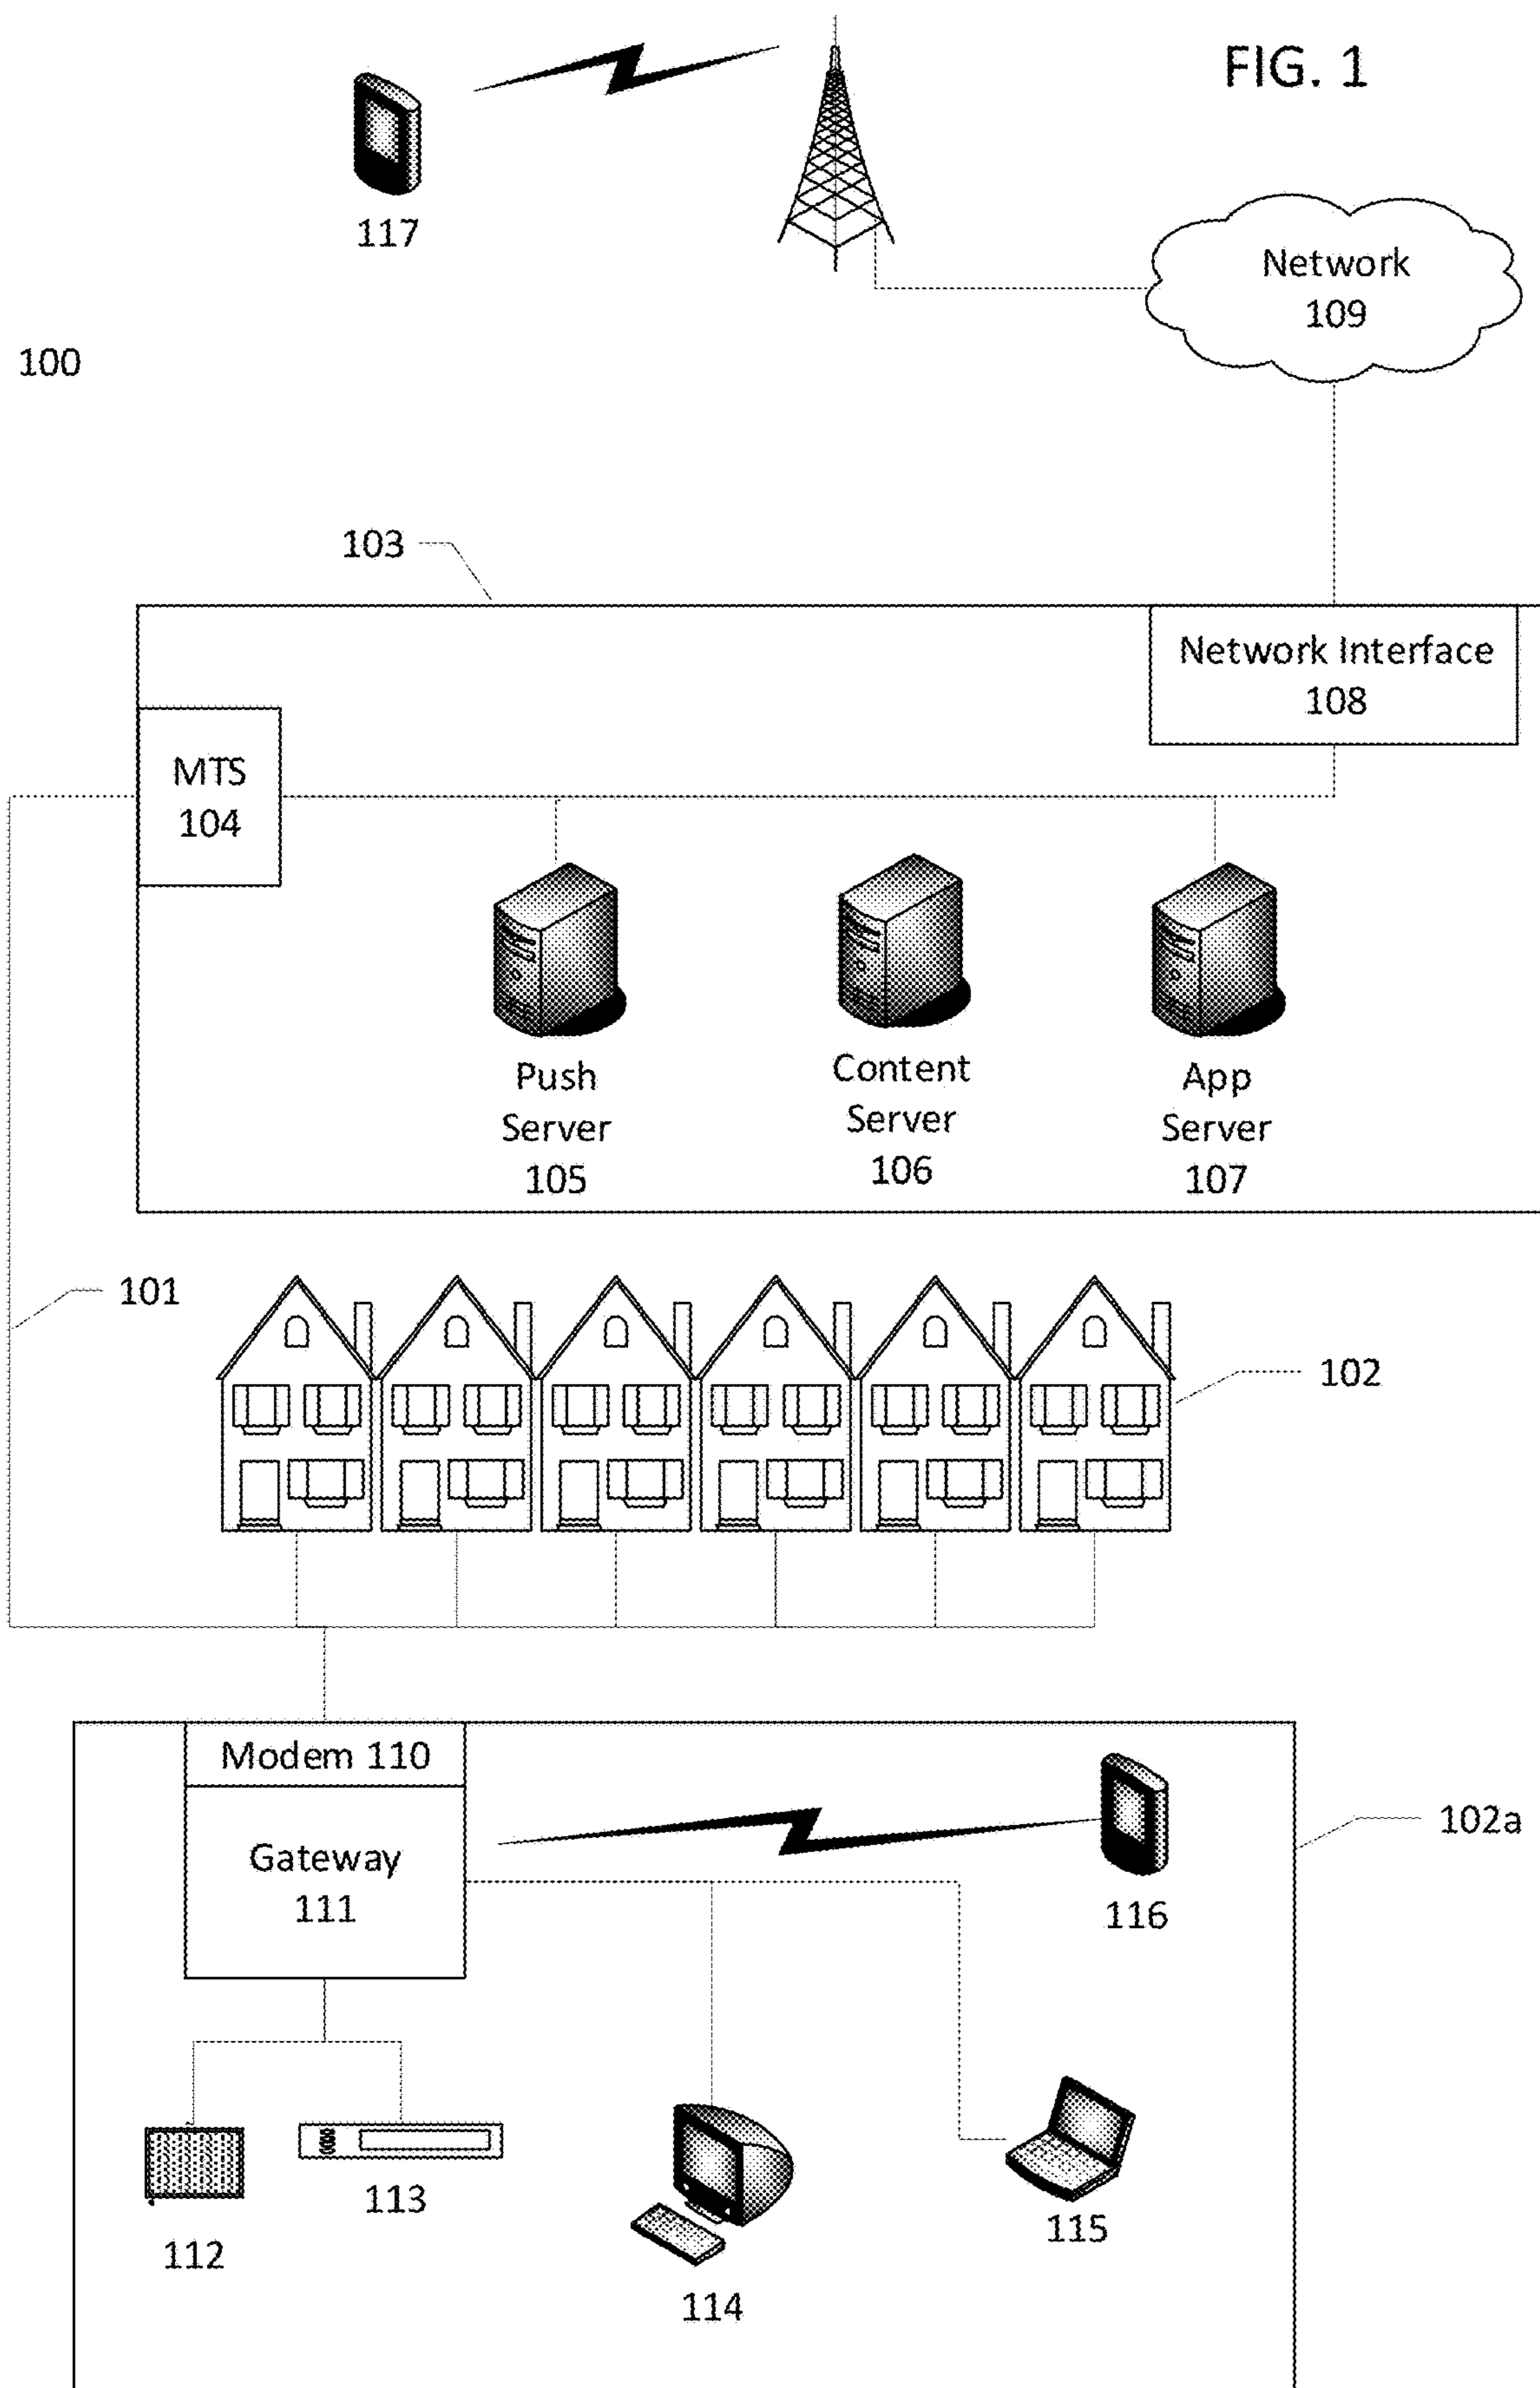 FIG. 1
117
Network
109
100
103
Network Interface
108
MTS
104
Push
Server
105
Content
Server
106
App
Server
107
101
102
Modem 110
Gateway
111
116
102a
112
113
114
115